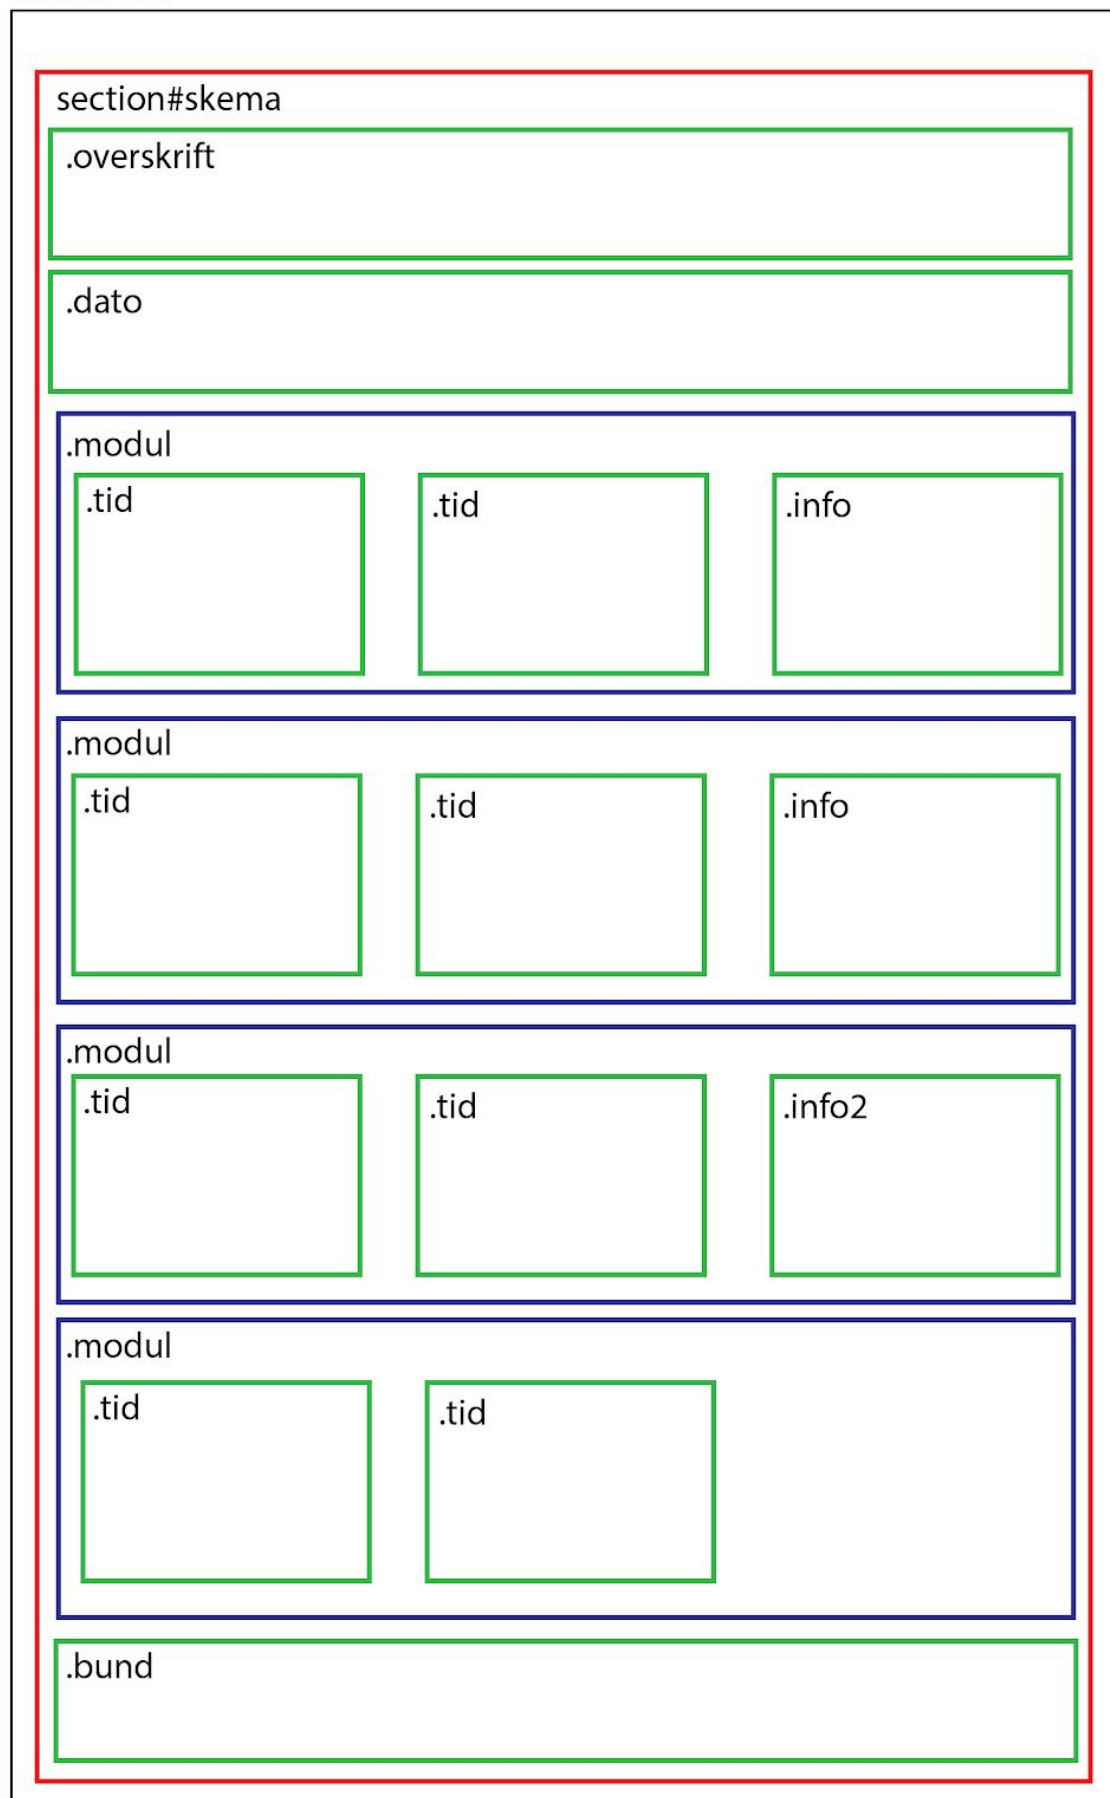 section#skema
.overskrift
.dato
.modul
.tid
.tid
.info
.modul
.tid
.tid
.info
.modul
.tid
.tid
.info2
.modul
.tid
.tid
.bund